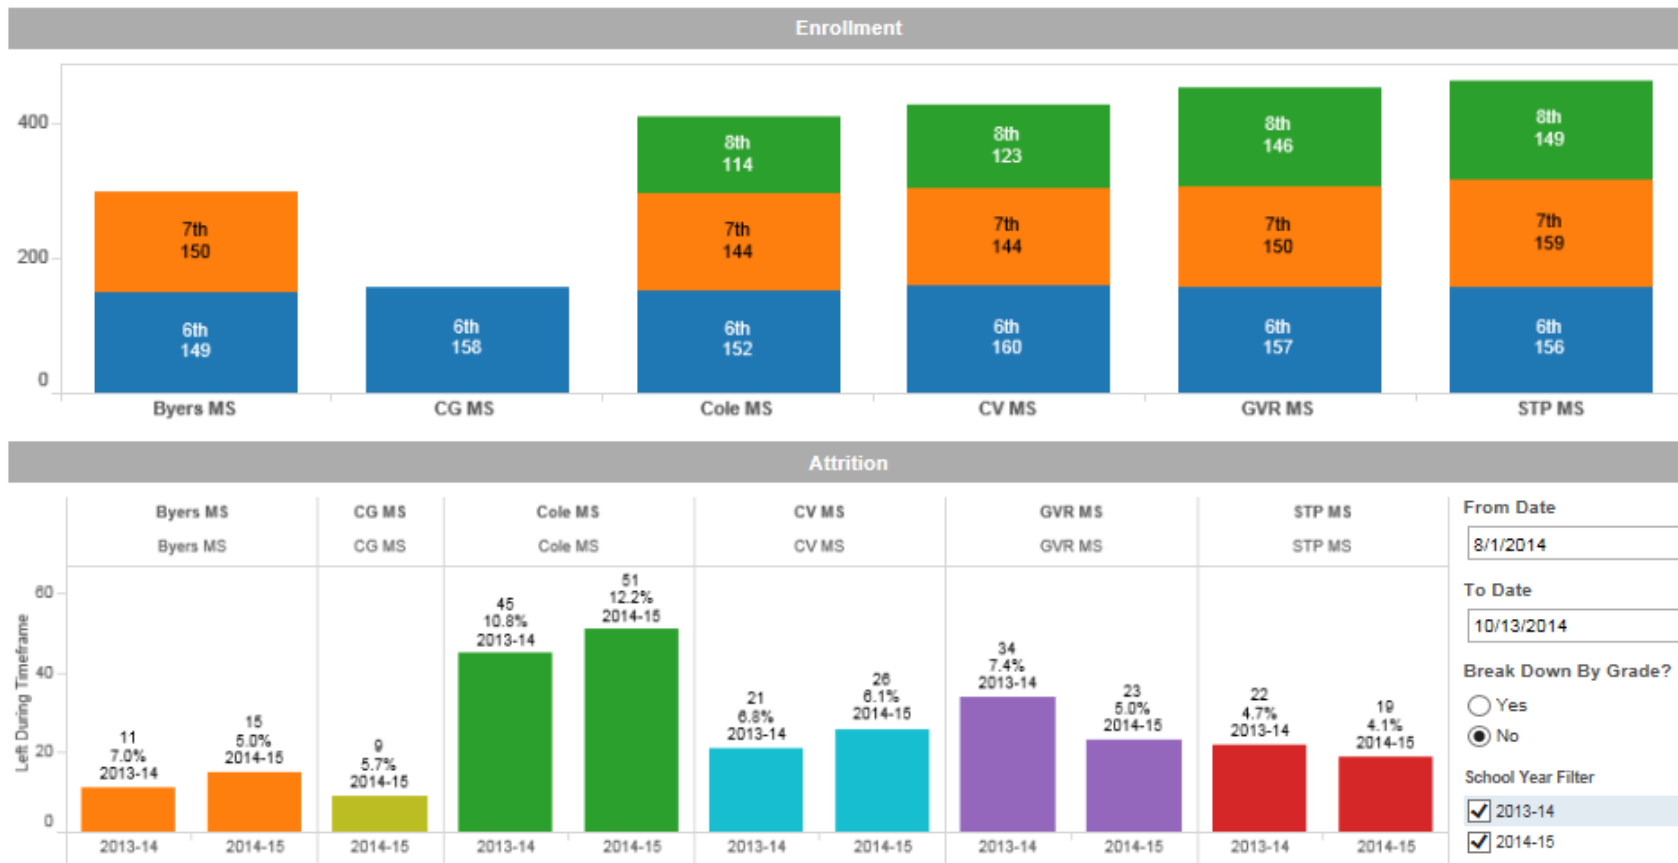 Enrollment
400
200
0
8th
114
8th
123
8th
146
8th
149
7th
150
7th
144
7th
144
7th
150
7th
159
6th
149
6th
158
6th
152
6th
160
6th
157
6th
156
Byers MS
CG MS
Cole MS
CV MS
GVR MS
STP MS
Attrition
Byers MS
CG MS
Cole MS
CV MS
GVR MS
STP MS
Byers MS
CG MS
Cole MS
CV MS
GVR MS
STP MS
Left During Timeframe
60
40
20
0
11
7.0%
2013-14
15
5.0%
2014-15
9
5.7%
2014-15
45
10.8%
2013-14
51
12.2%
2014-15
21
6.8%
2013-14
26
6.1%
2014-15
34
7.4%
2013-14
23
5.0%
2014-15
22
4.7%
2013-14
19
4.1%
2014-15
2013-14
2014-15
2014-15
2013-14
2014-15
2013-14
2014-15
2013-14
2014-15
2013-14
2014-15
From Date
8/1/2014
To Date
10/13/2014
Break Down By Grade?
Yes
No
School Year Filter
2013-14
2014-15